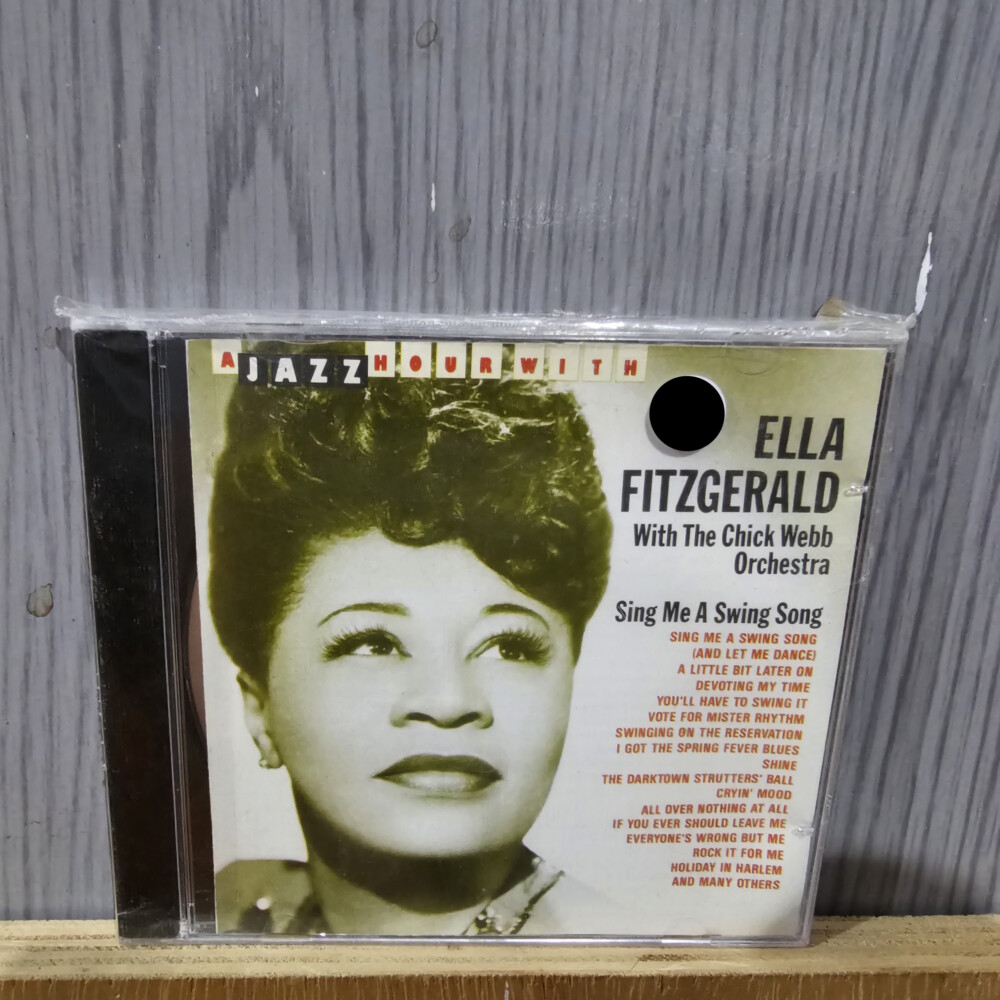 A JAZZ HOUR WITH
ELLA
FITZGERALD
With The Chick Webb
Orchestra
Sing Me A Swing Song
SING ME A SWING SONG
(AND LET ME DANCE)
A LITTLE BIT LATER ON
DEVOTING MY TIME
YOU'LL HAVE TO SWING IT
VOTE FOR MISTER RHYTHM
SWINGING ON THE RESERVATION
I GOT THE SPRING FEVER BLUES
SHINE
THE DARKTOWN STRUTTERS' BALL
CRYIN' MOOD
ALL OVER NOTHING AT ALL
IF YOU EVER SHOULD LEAVE ME
EVERYONE'S WRONG BUT ME
ROCK IT FOR ME
HOLIDAY IN HARLEM
AND MANY OTHERS